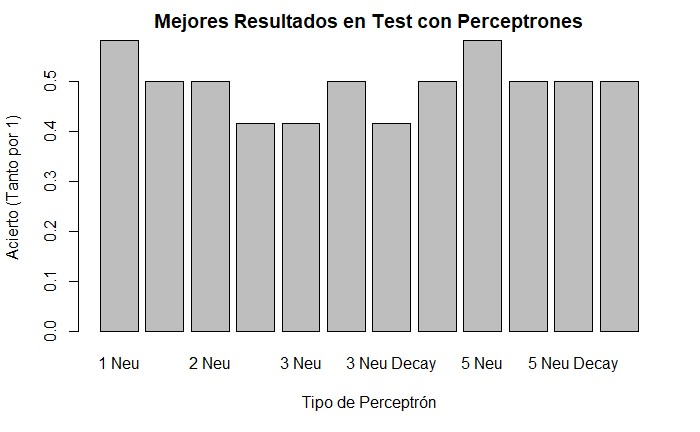 Mejores Resultados en Test con Perceptrones
Acierto (Tanto por 1)
0.5
0.4
0.3
0.2
0.1
0.0
1 Neu
2 Neu
3 Neu
3 Neu Decay
5 Neu
5 Neu Decay
Tipo de Perceptrón